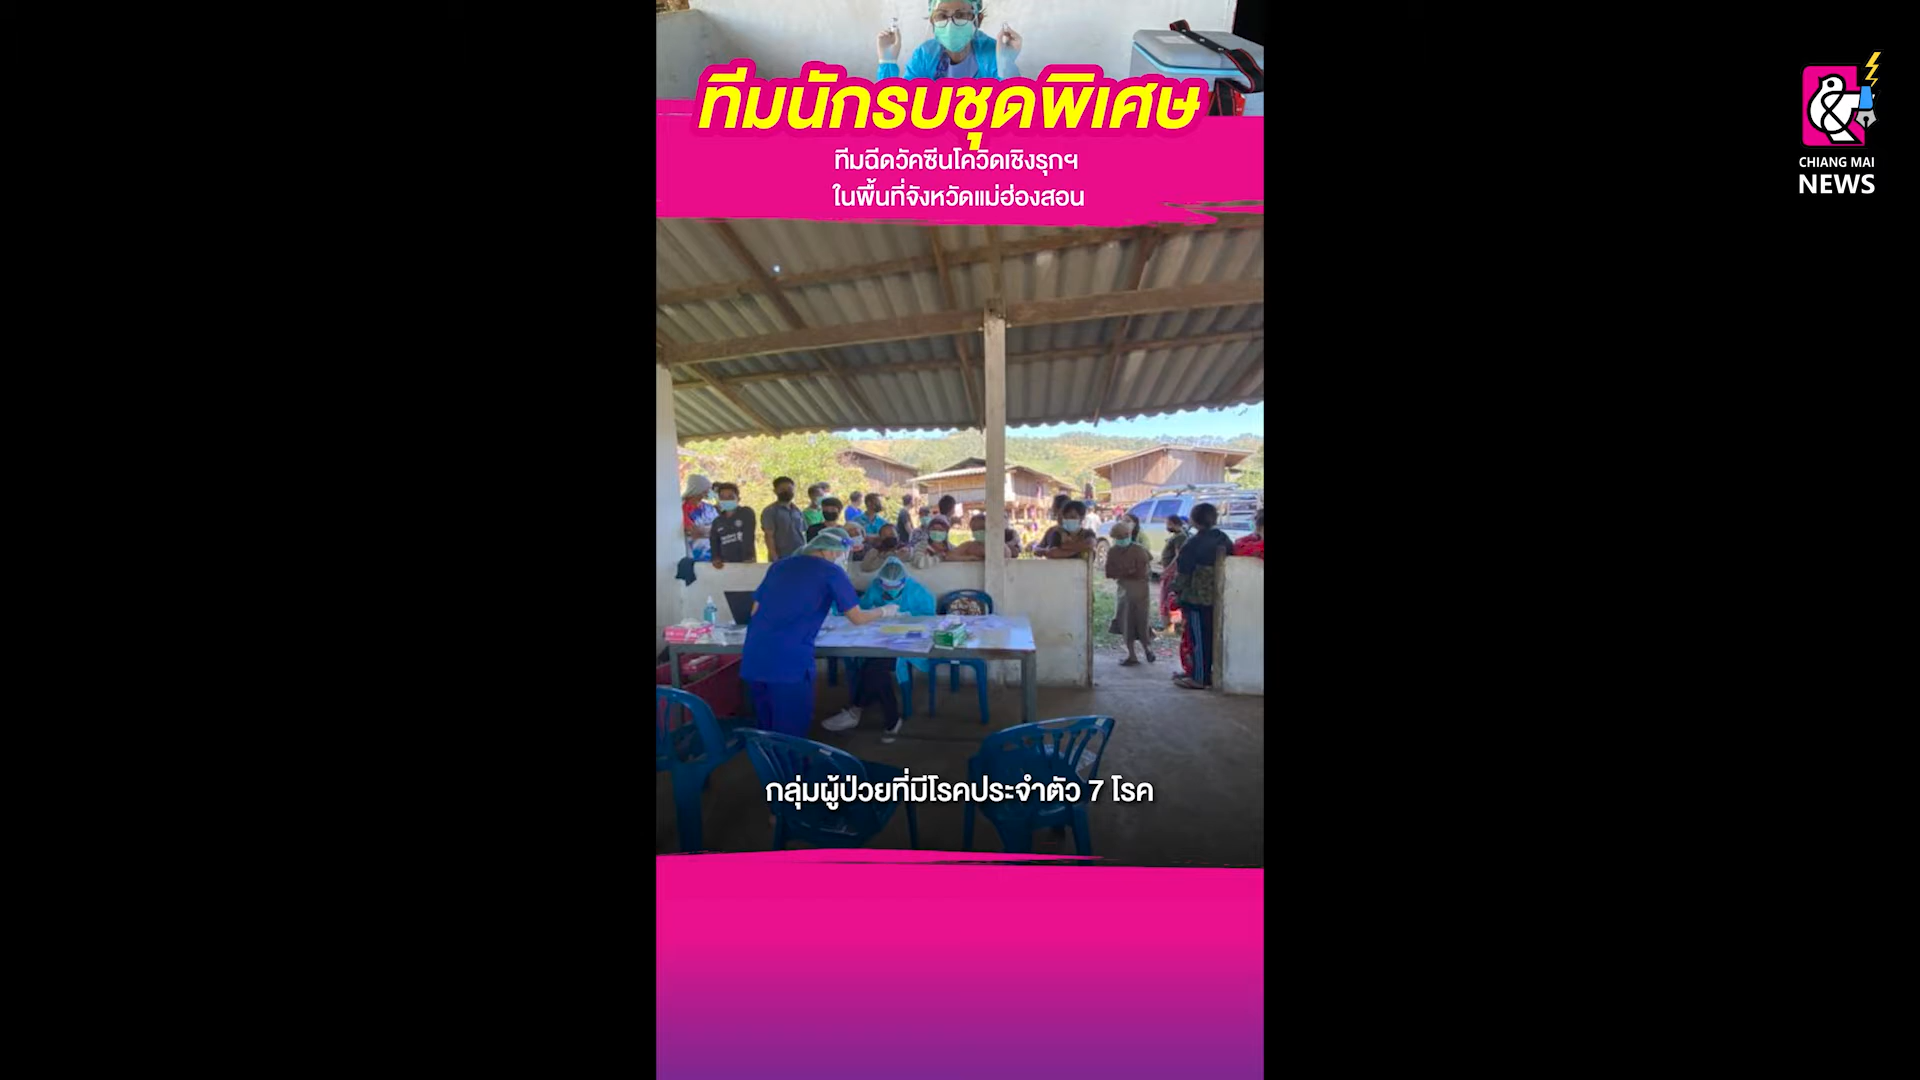 ทีมนักรบชุดพิเศษ
ทีมฉีดวัคซีนโควิดเชิงรุกฯ
ในพื้นที่จังหวัดแม่ฮ่องสอน
CHIANG MAI
NEWS
กลุ่มผู้ป่วยที่มีโรคประจำตัว 7 โรค